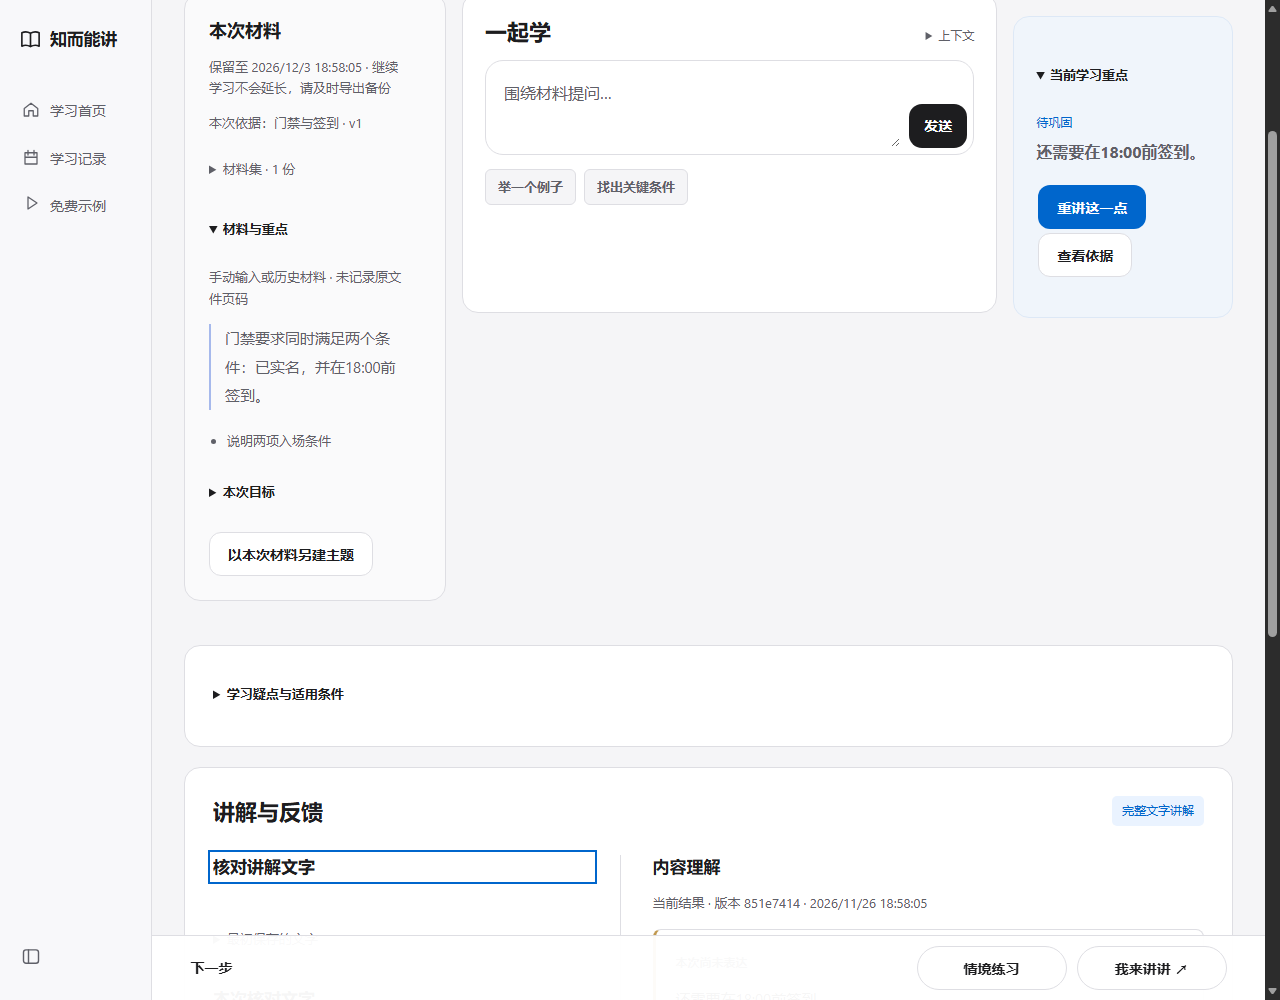 知而能讲
学习首页
学习记录
免费示例
本次材料
保留至 2026/12/3 18:58:05 · 继续
学习不会延长，请及时导出备份
本次依据：门禁与签到 · v1
材料集 · 1 份
材料与重点
手动输入或历史材料 · 未记录原文
件页码
门禁要求同时满足两个条
件：已实名，并在18:00前
签到。
说明两项入场条件
本次目标
以本次材料另建主题
一起学
上下文
围绕材料提问...
发送
举一个例子
找出关键条件
当前学习重点
待巩固
还需要在18:00前签到。
重讲这一点
查看依据
学习疑点与适用条件
讲解与反馈
完整文字讲解
核对讲解文字
内容理解
当前结果 · 版本 851e7414 · 2026/11/26 18:58:05
下一步
情境练习
我来讲讲 ↗